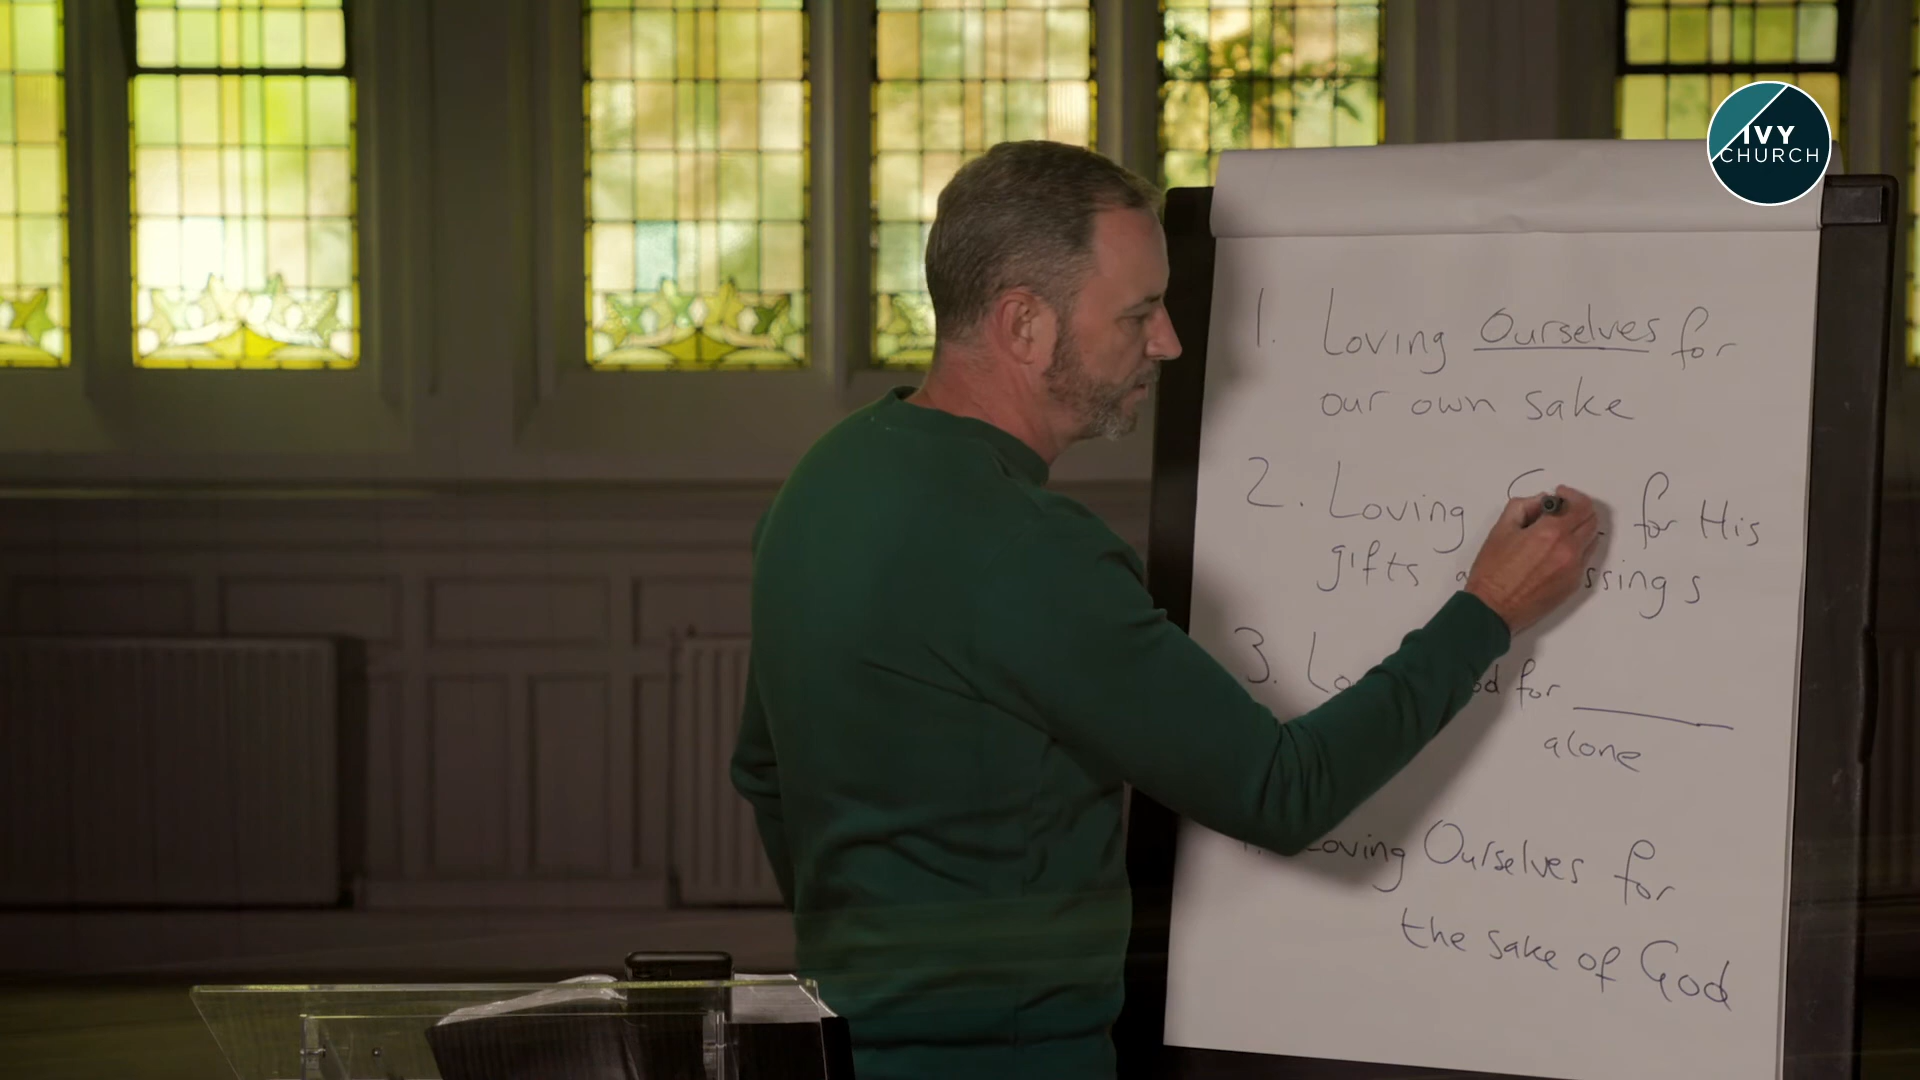 IVY
CHURCH
1. Loving Ourselves for
our own sake
2. Loving for His
gifts
3. for
alone
Loving Ourselves for
the sake of God